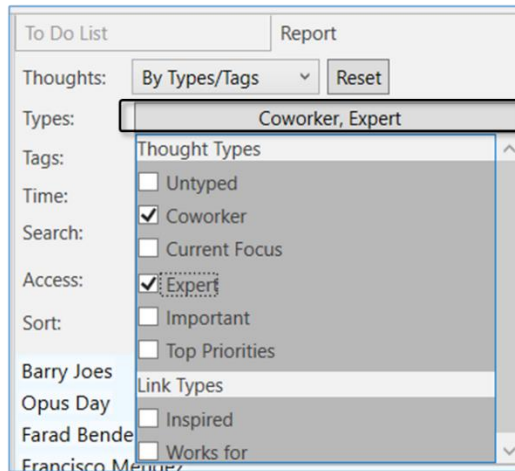 To Do List Report
Thoughts: By Types/Tags Reset
Types: Coworker, Expert
Tags: Thought Types
Untyped
Time:
Coworker
Search:
Current Focus
Access:
Expert
Sort:
Important
Top Priorities
Barry Joes
Link Types
Opus Day
Inspired
Farad Bende
Works for
Francisco Mendez